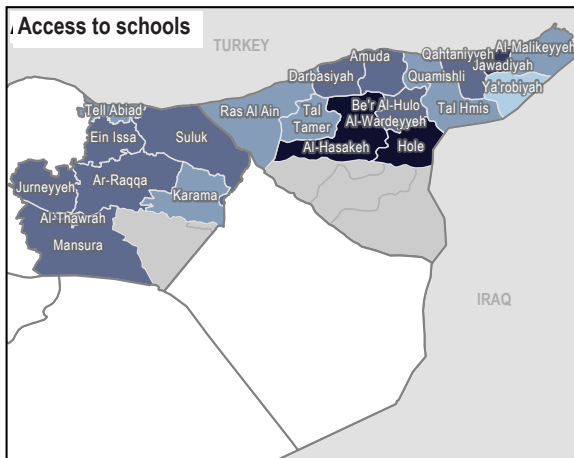 Access to schools
TURKEY
Al-Malikeyyeh
Qahtaniyyeh
Amuda
Jawadiyah
Darbasiyah
Quamishli
Ya'robiyah
Tell Abiad
Ras Al Ain
Tal
Tamer
Be'r Al-Hulo
Al-Wardeyyeh
Tal Hmis
Ein Issa
Suluk
Al-Hasakeh
Hole
Jurneyyeh
Ar-Raqqa
Karama
Al-Thawrah
Mansura
IRAQ